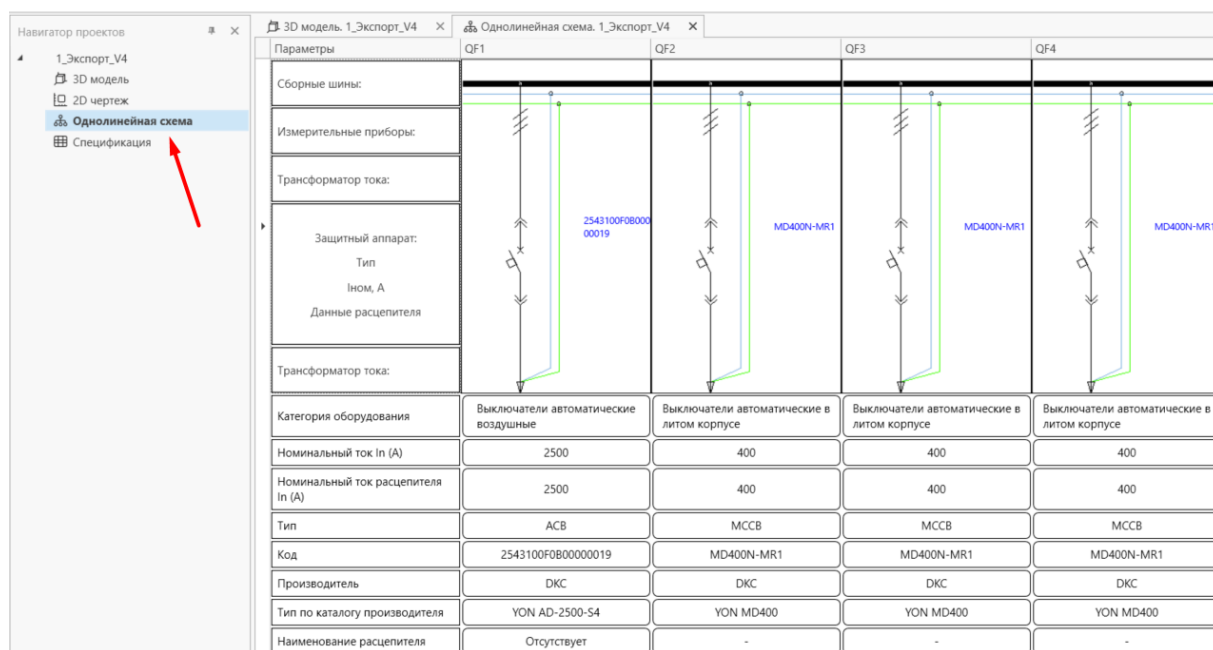 Навигатор проектов
1_Экспорт_V4
3D модель
2D чертеж
Однолинейная схема
Спецификация
3D модель. 1_Экспорт_V4
Однолинейная схема. 1_Экспорт_V4
Параметры QF1 QF2 QF3 QF4
Сборные шины:
Измерительные приборы:
Трансформатор тока:
Защитный аппарат:
Тип
Iном, А
Данные расцепителя
2543100F0B000
00019
MD400N-MR1
MD400N-MR1
MD400N-MR1
Трансформатор тока:
Категория оборудования
Выключатели автоматические
воздушные
Выключатели автоматические в
литом корпусе
Выключатели автоматические в
литом корпусе
Выключатели автоматические в
литом корпусе
Номинальный ток In (A) 2500 400 400 400
Номинальный ток расцепителя
In (A)
2500 400 400 400
Тип ACB MCCB MCCB MCCB
Код 2543100F0B00000019 MD400N-MR1 MD400N-MR1 MD400N-MR1
Производитель DKC DKC DKC DKC
Тип по каталогу производителя YON AD-2500-S4 YON MD400 YON MD400 YON MD400
Наименование расцепителя Отсутствует - - -